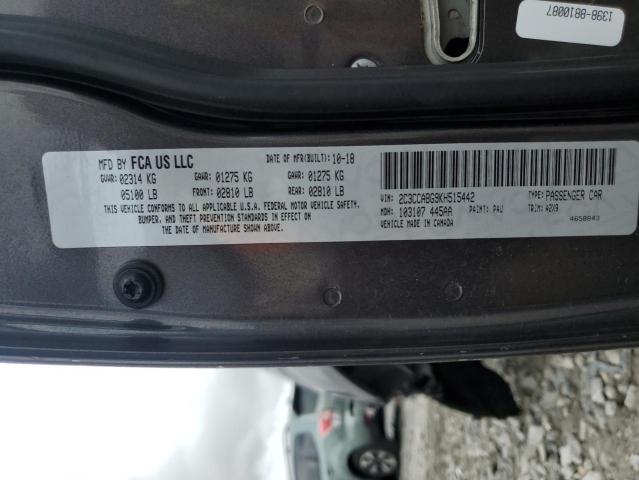 1398-8810087
MFD BY FCA US LLC DATE OF MFR(BUILT): 10-18
GVWR: 02314 KG GAWR: 01275 KG GAWR: 01275 KG
05100 LB FRONT: 02810 LB REAR: 02810 LB
THIS VEHICLE CONFORMS TO ALL APPLICABLE U.S.A. FEDERAL MOTOR VEHICLE SAFETY,
BUMPER, AND THEFT PREVENTION STANDARDS IN EFFECT ON
THE DATE OF MANUFACTURE SHOWN ABOVE.
VIN: 2C3CCABG9KH515442 TYPE: PASSENGER CAR
MDH: 103107 445AA PAINT: PAU TRIM: A2X9
VEHICLE MADE IN CANADA 4658843